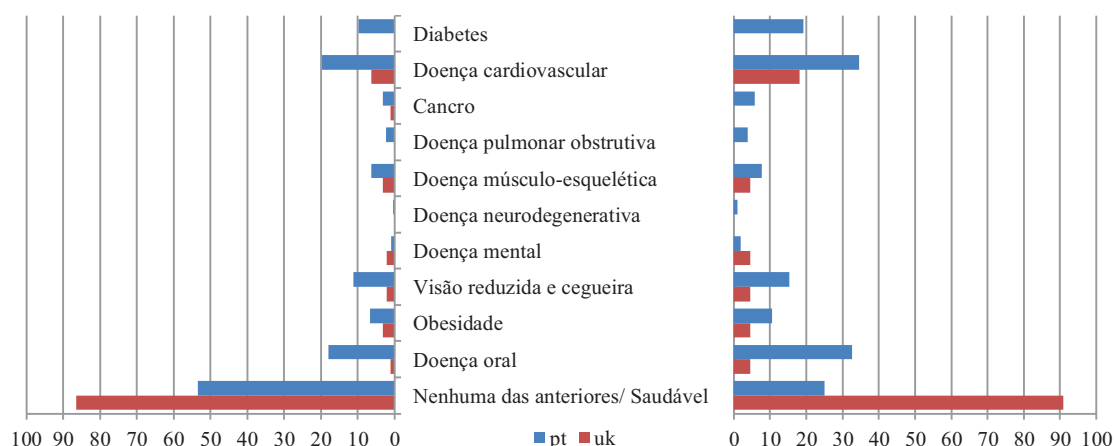 Diabetes
Doença cardiovascular
Cancro
Doença pulmonar obstrutiva
Doença músculo-esquelética
Doença neurodegenerativa
Doença mental
Visão reduzida e cegueira
Obesidade
Doença oral
Nenhuma das anteriores/ Saudável
100 90 80 70 60 50 40 30 20 10 0
pt uk
0 10 20 30 40 50 60 70 80 90 100